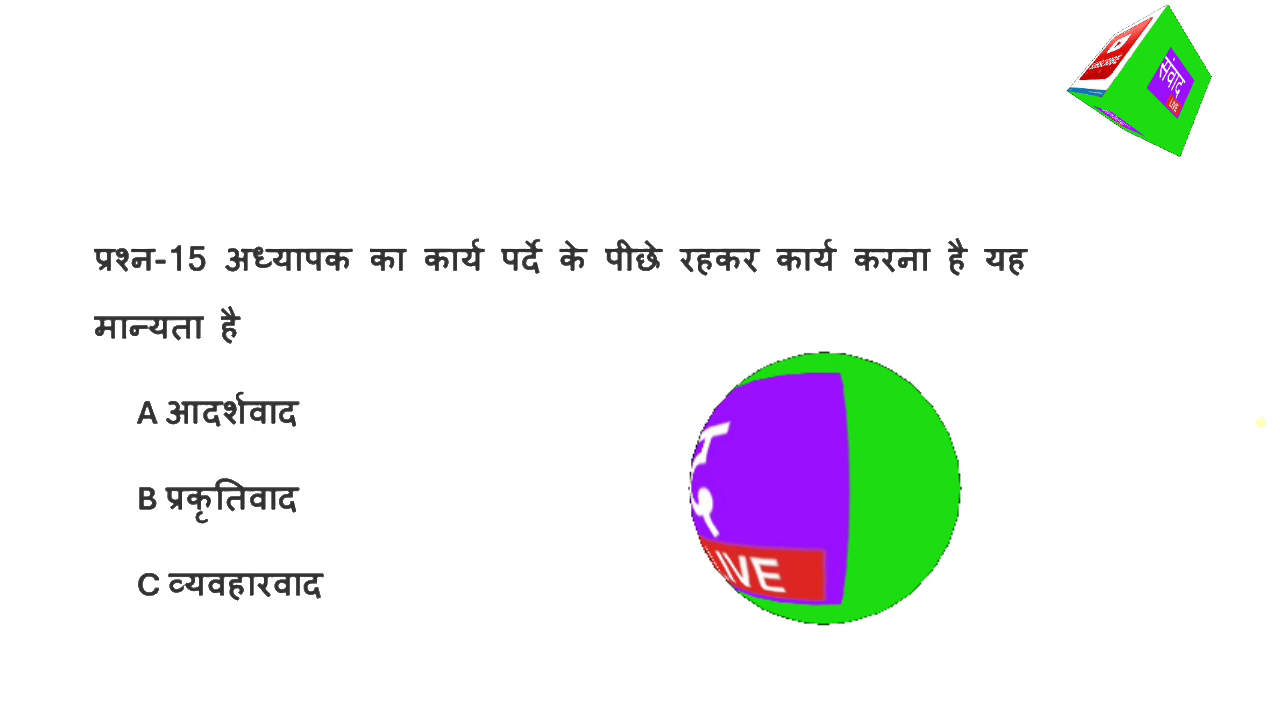 संवाद
LIVE
प्रश्न-15 अध्यापक का कार्य पर्दे के पीछे रहकर कार्य करना है यह
मान्यता है
A आदर्शवाद
B प्रकृतिवाद
C व्यवहारवाद